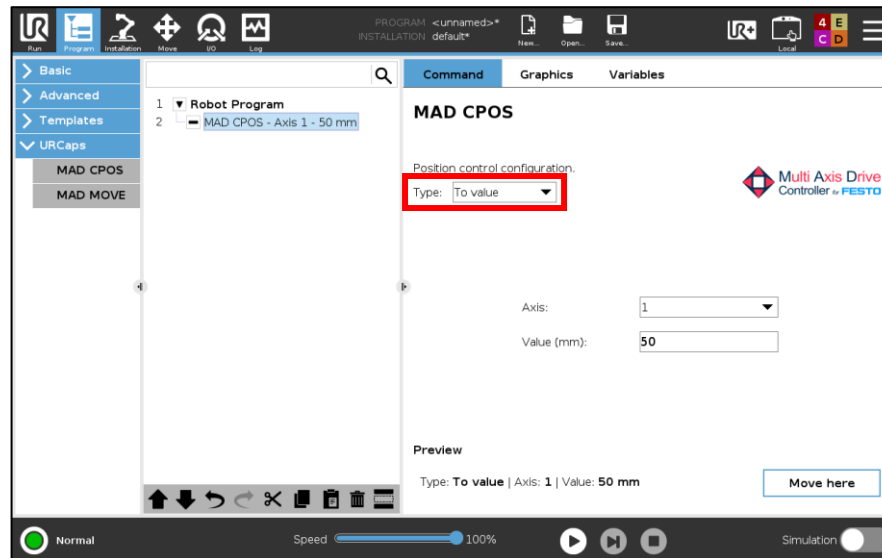 PROGRAM <unnamed>*
INSTALLATION default*
Run Program Installation Move I/O Log New... Open... Save... UR+ Local 4 E C D
Basic
Advanced
Templates
URCaps
MAD CPOS
MAD MOVE
1 Robot Program
2 MAD CPOS - Axis 1 - 50 mm
Command Graphics Variables
MAD CPOS
Position control configuration.
Type: To value
Multi Axis Drive
Controller for FESTO
Axis: 1
Value (mm): 50
Preview
Type: To value | Axis: 1 | Value: 50 mm
Move here
Normal Speed 100% Simulation